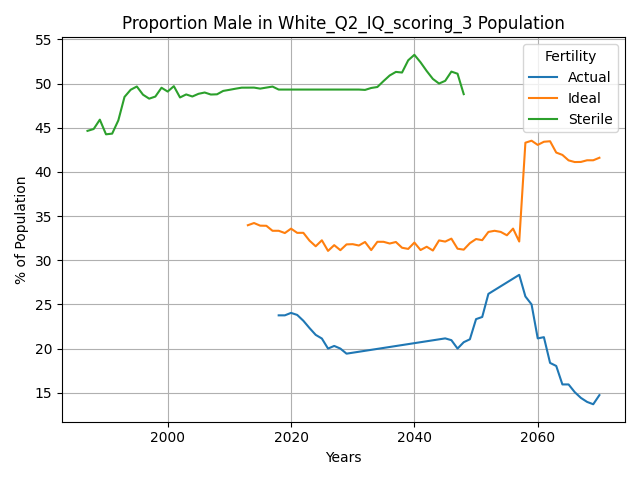 Proportion Male in White_Q2_IQ_scoring_3 Population
% of Population
55
50
45
40
35
30
25
20
15
Fertility
Actual
Ideal
Sterile
2000
2020
2040
2060
Years